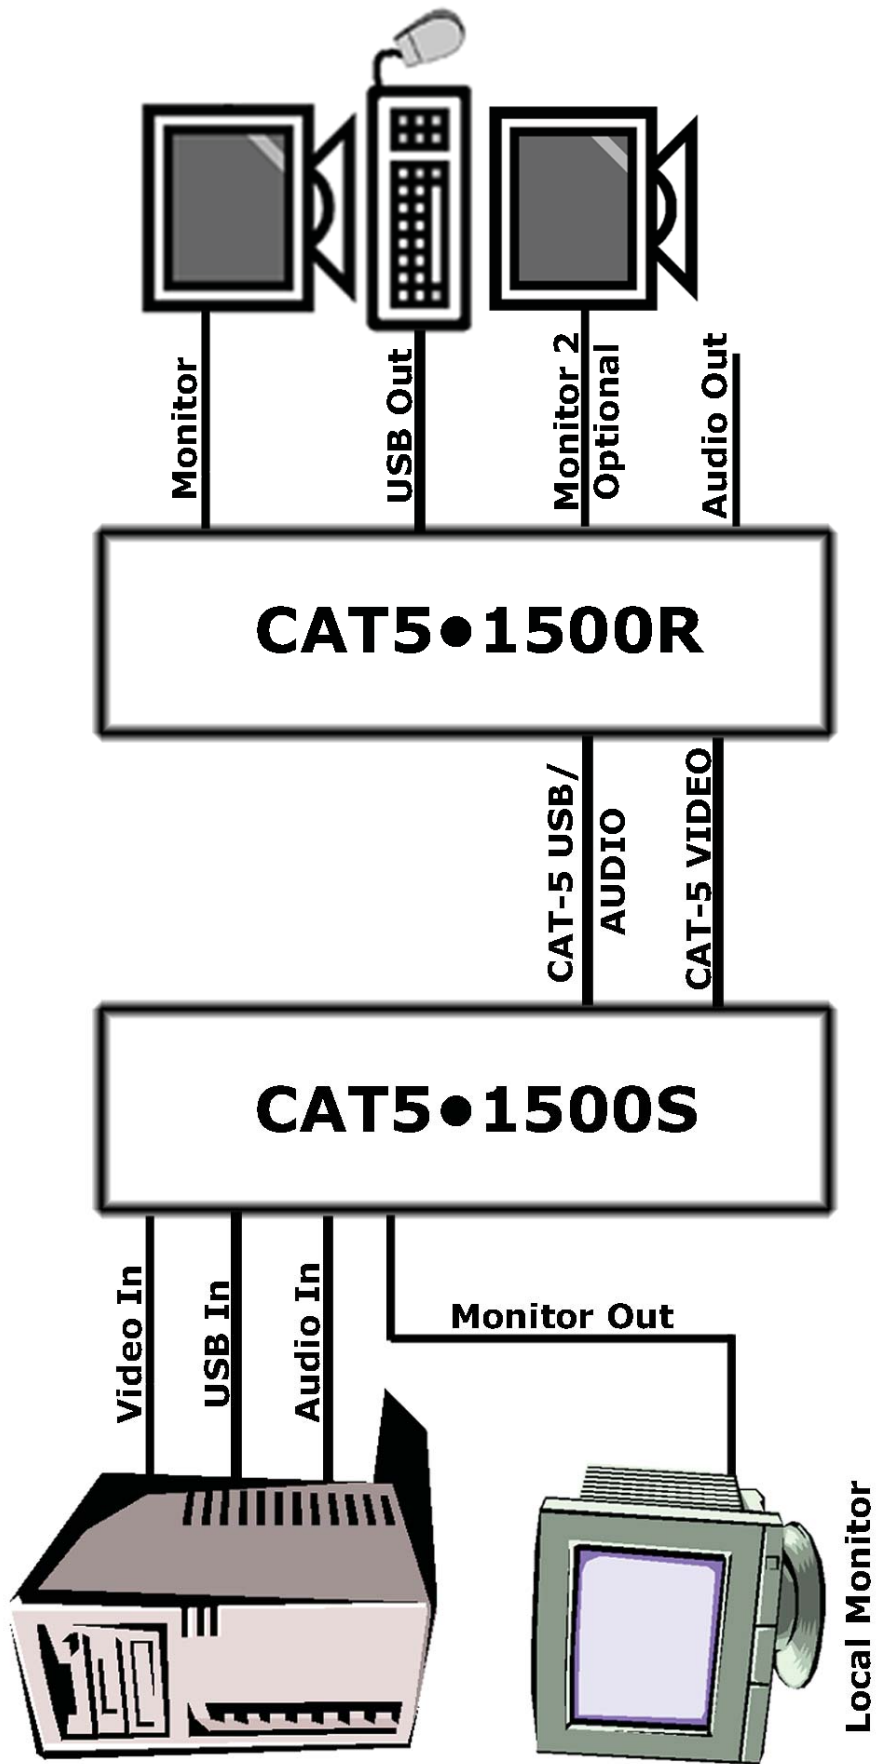 Monitor
USB Out
Monitor 2
Optional
Audio Out
CAT5•1500R
CAT-5 USB/
AUDIO
CAT-5 VIDEO
CAT5•1500S
Video In
USB In
Audio In
Monitor Out
Local Monitor